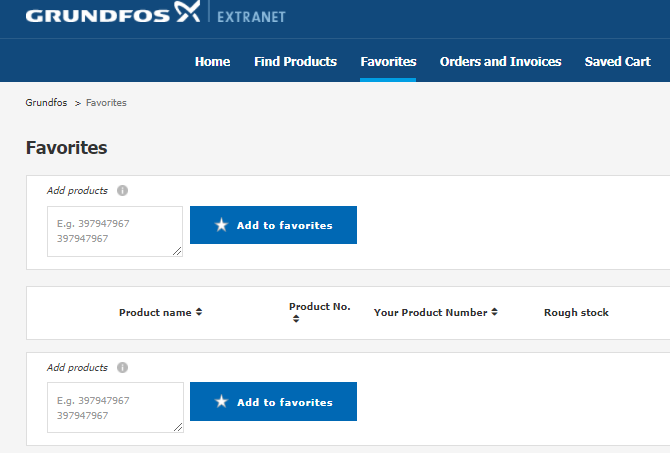 GRUNDFOS EXTRANET
Home Find Products Favorites Orders and Invoices Saved Cart
Grundfos > Favorites
Favorites
Add products i
E.g. 397947967
397947967
Add to favorites
Product name Product No. Your Product Number Rough stock
Add products i
E.g. 397947967
397947967
Add to favorites